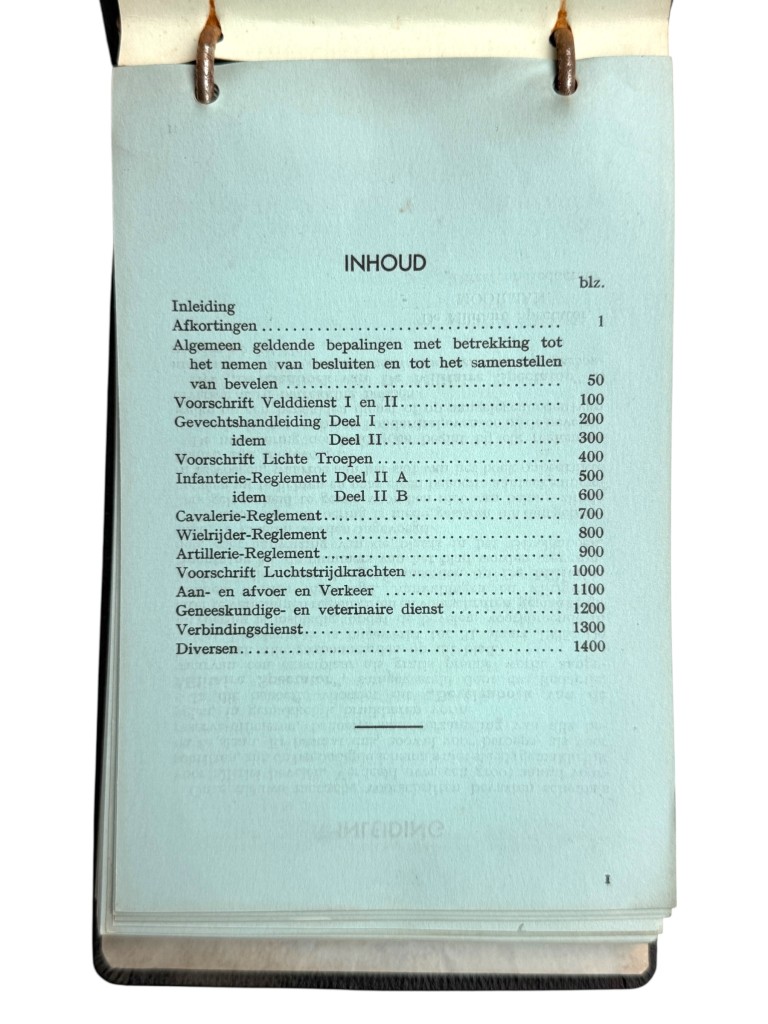 INHOUD
blz.
Inleiding
Afkortingen ........................................ 1
Algemeen geldende bepalingen met betrekking tot
het nemen van besluiten en tot het samenstellen
van bevelen ........................................ 50
Voorschrift Velddienst I en II........................ 100
Gevechtshandleiding Deel I ........................ 200
idem Deel II........................ 300
Voorschrift Lichte Troepen ........................ 400
Infanterie-Reglement Deel II A .................... 500
idem Deel II B .................... 600
Cavalerie-Reglement................................ 700
Wielrijder-Reglement .............................. 800
Artillerie-Reglement ................................ 900
Voorschrift Luchtstrijdkrachten .................... 1000
Aan- en afvoer en Verkeer ........................ 1100
Geneeskundige- en veterinaire dienst ............... 1200
Verbindingsdienst.................................. 1300
Diversen.......................................... 1400
I